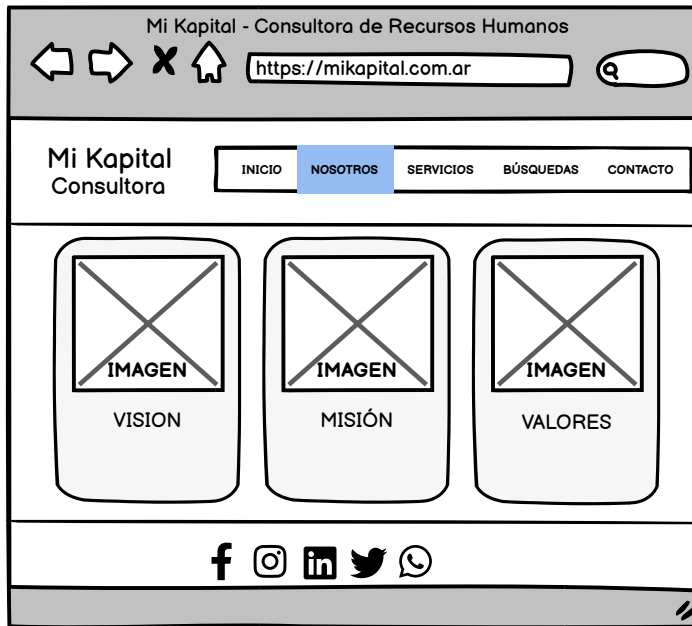 Mi Kapital - Consultora de Recursos Humanos
https://mikapital.com.ar
Mi Kapital
Consultora
INICIO NOSOTROS SERVICIOS BÚSQUEDAS CONTACTO
IMAGEN IMAGEN IMAGEN
VISION MISIÓN VALORES